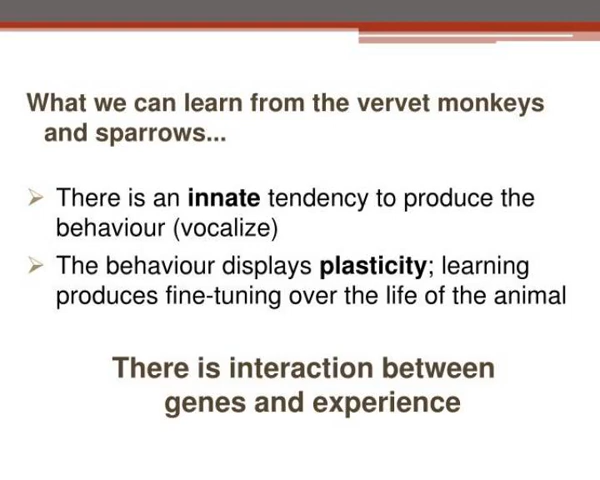 What we can learn from the vervet monkeys
and sparrows...
There is an innate tendency to produce the
behaviour (vocalize)
The behaviour displays plasticity; learning
produces fine-tuning over the life of the animal
There is interaction between
genes and experience